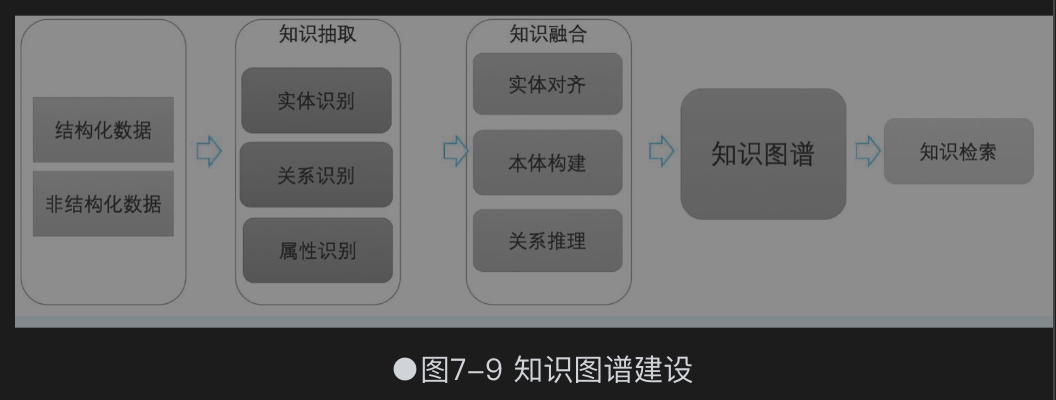 结构化数据
非结构化数据
知识抽取
实体识别
关系识别
属性识别
知识融合
实体对齐
本体构建
关系推理
知识图谱
知识检索
●图7-9 知识图谱建设